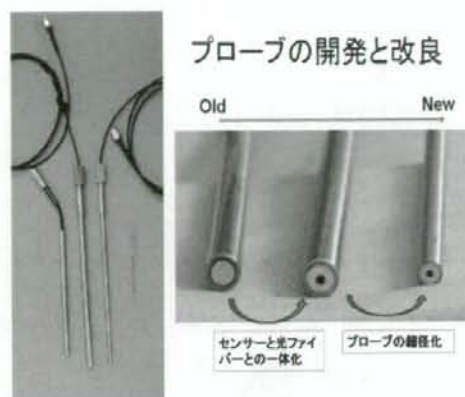 プローブの開発と改良
Old
New
センサーと光ファイ
バーとの一体化
プローブの細径化